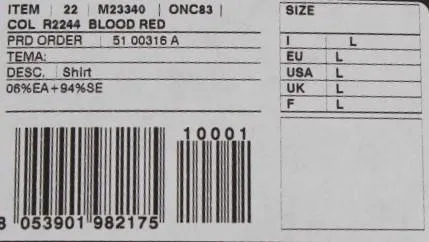 ITEM | 22 | M23340 | ONC83 |
COL R2244 BLOOD RED
PRD ORDER | 51 00316 A
TEMA:
DESC. | Shirt
06%EA+94%SE
10001
8 053901 982175
SIZE
I L
EU L
USA L
UK L
F L